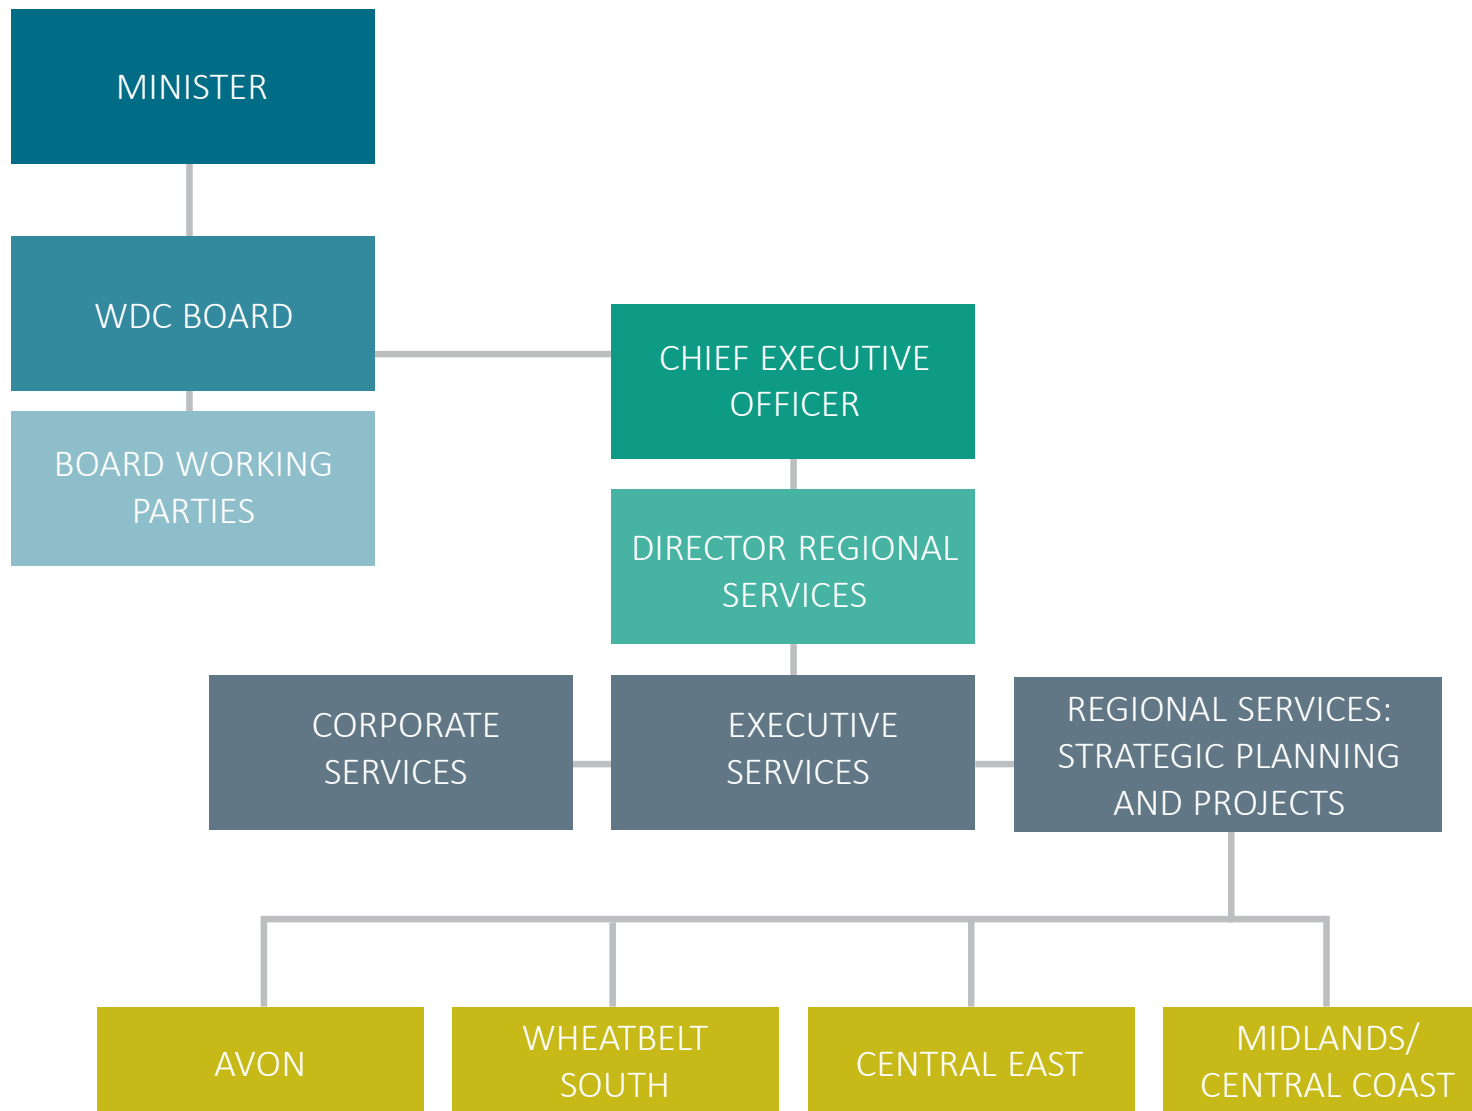 MINISTER
WDC BOARD
CHIEF EXECUTIVE
OFFICER
BOARD WORKING
PARTIES
DIRECTOR REGIONAL
SERVICES
CORPORATE
SERVICES
EXECUTIVE
SERVICES
REGIONAL SERVICES:
STRATEGIC PLANNING
AND PROJECTS
AVON
WHEATBELT
SOUTH
CENTRAL EAST
MIDLANDS/
CENTRAL COAST